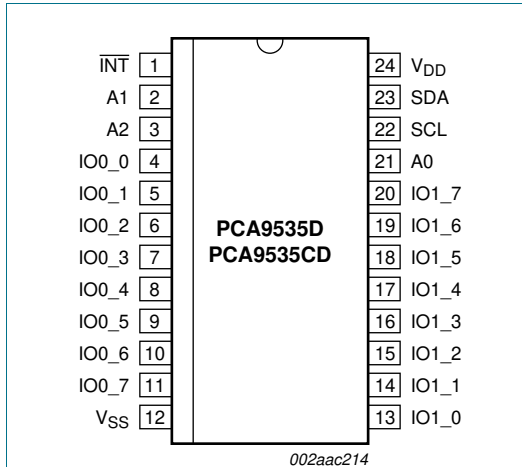 INT 1 24 VDD
A1 2 23 SDA
A2 3 22 SCL
IO0_0 4 21 A0
IO0_1 5 20 IO1_7
IO0_2 6 19 IO1_6
PCA9535D
IO0_3 7 18 IO1_5
PCA9535CD
IO0_4 8 17 IO1_4
IO0_5 9 16 IO1_3
IO0_6 10 15 IO1_2
IO0_7 11 14 IO1_1
VSS 12 13 IO1_0
002aac214